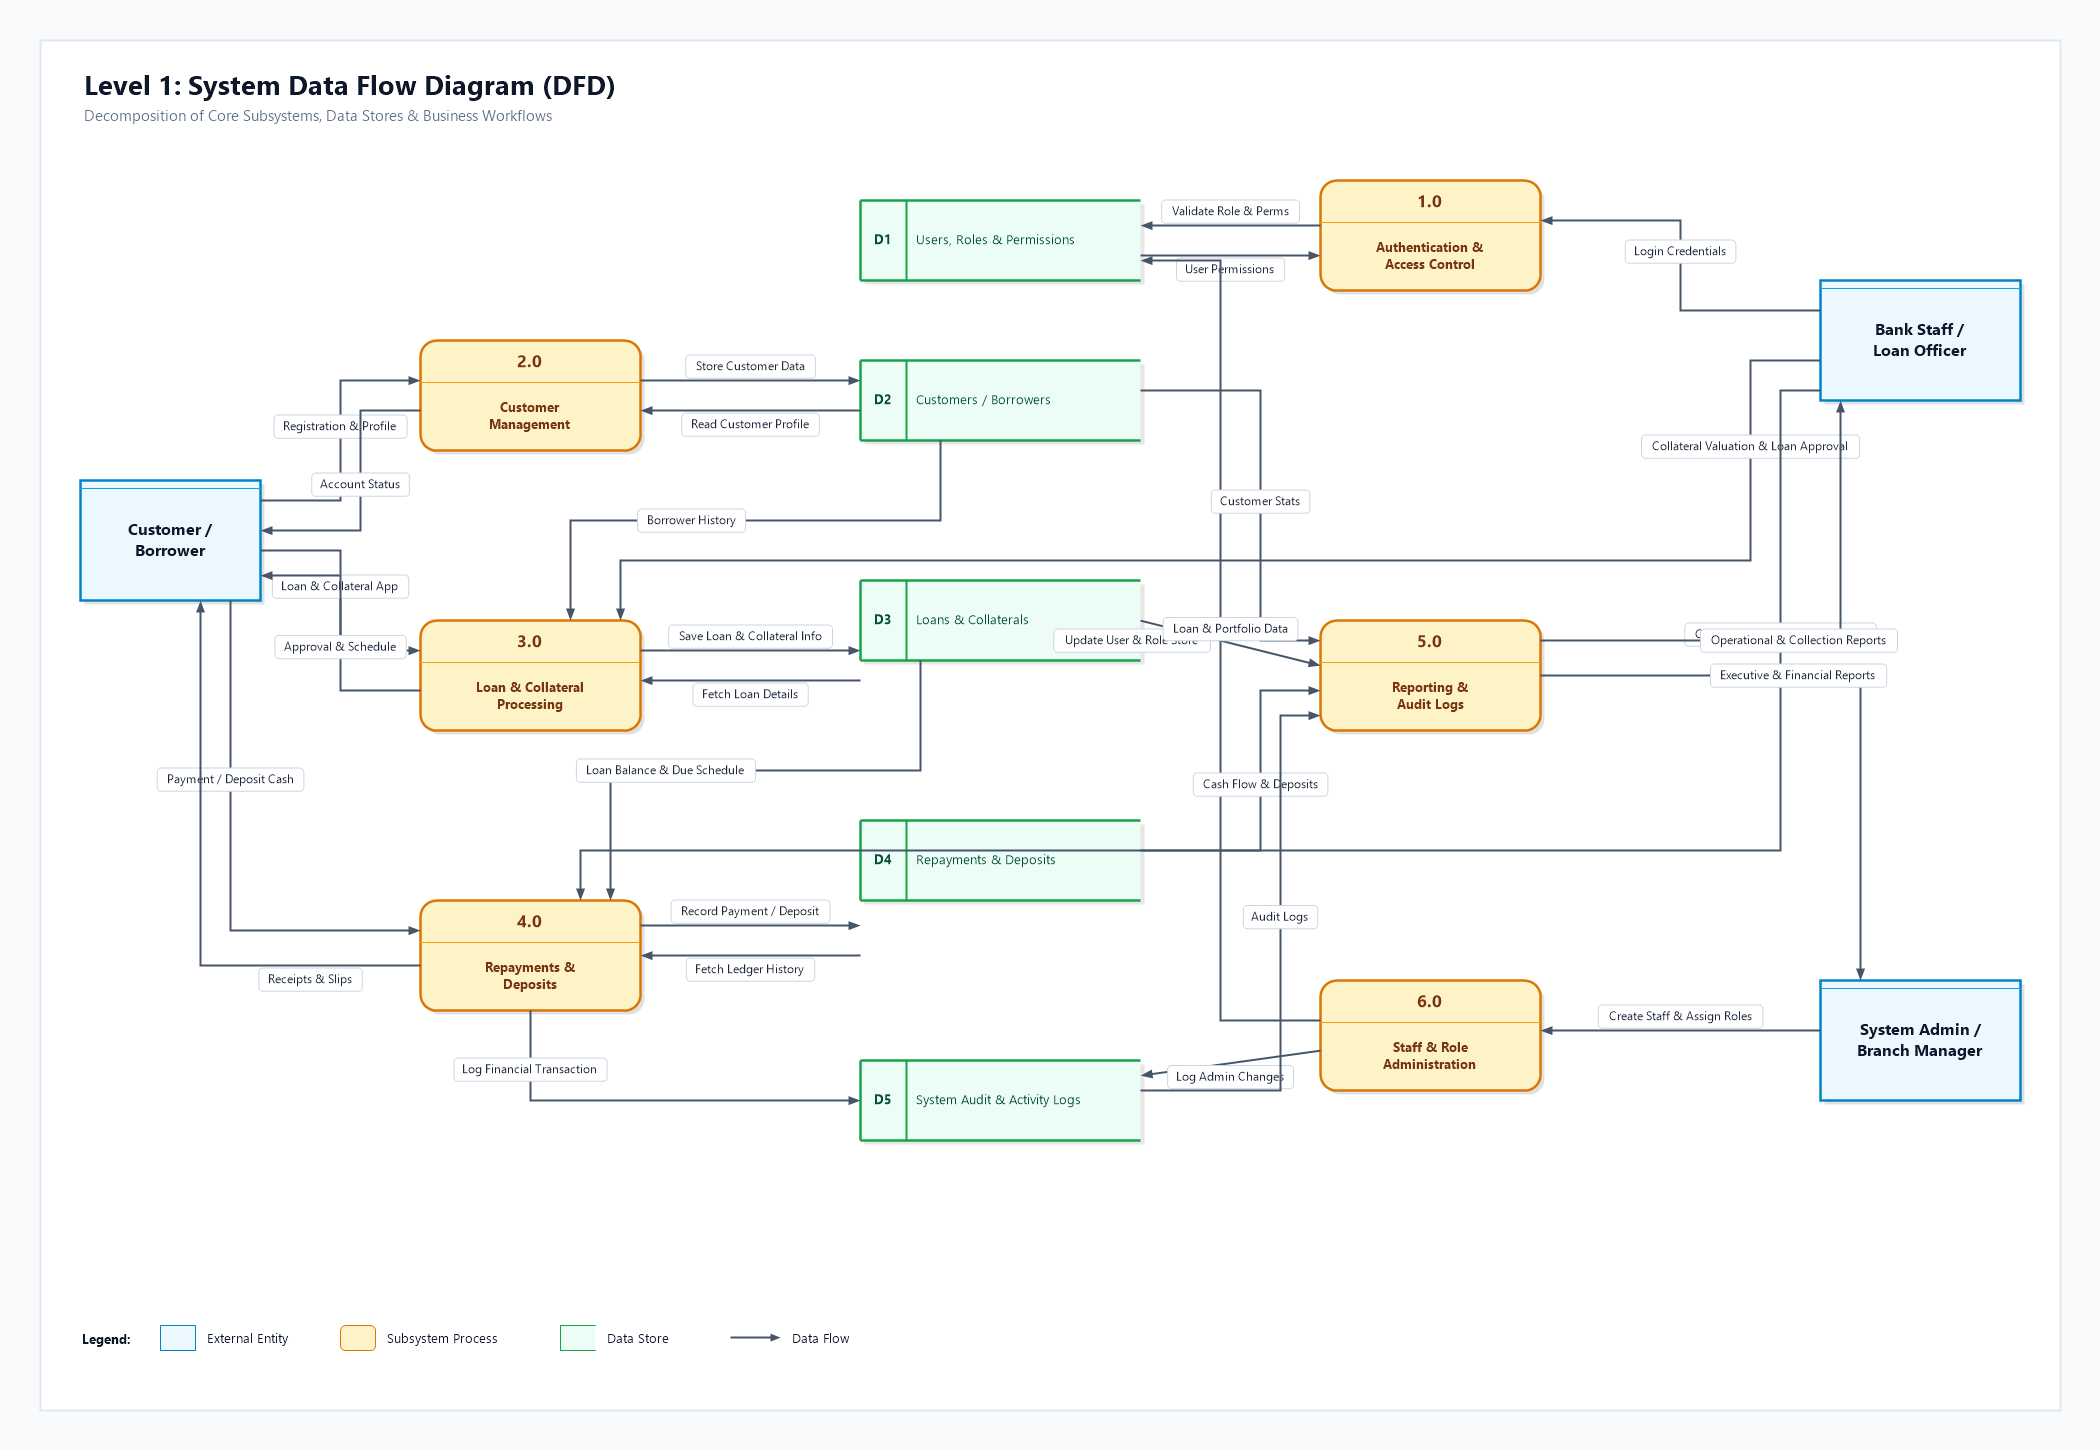 Level 1: System Data Flow Diagram (DFD)
Decomposition of Core Subsystems, Data Stores & Business Workflows
1.0
Authentication &
Access Control
Validate Role & Perms
User Permissions
Login Credentials
D1
Users, Roles & Permissions
Bank Staff /
Loan Officer
2.0
Customer
Management
Store Customer Data
Read Customer Profile
D2
Customers / Borrowers
Registration & Profile
Account Status
Collateral Valuation & Loan Approval
Customer /
Borrower
Borrower History
Customer Stats
Loan & Collateral App
Approval & Schedule
3.0
Loan & Collateral
Processing
Save Loan & Collateral Info
Fetch Loan Details
D3
Loans & Collaterals
Loan & Portfolio Data
Update User & Role Store
5.0
Reporting &
Audit Logs
Operational & Collection Reports
Executive & Financial Reports
Payment / Deposit Cash
Loan Balance & Due Schedule
Cash Flow & Deposits
D4
Repayments & Deposits
4.0
Repayments &
Deposits
Record Payment / Deposit
Fetch Ledger History
Audit Logs
Receipts & Slips
6.0
Staff & Role
Administration
Create Staff & Assign Roles
System Admin /
Branch Manager
Log Financial Transaction
Log Admin Changes
D5
System Audit & Activity Logs
Legend:
External Entity
Subsystem Process
Data Store
Data Flow